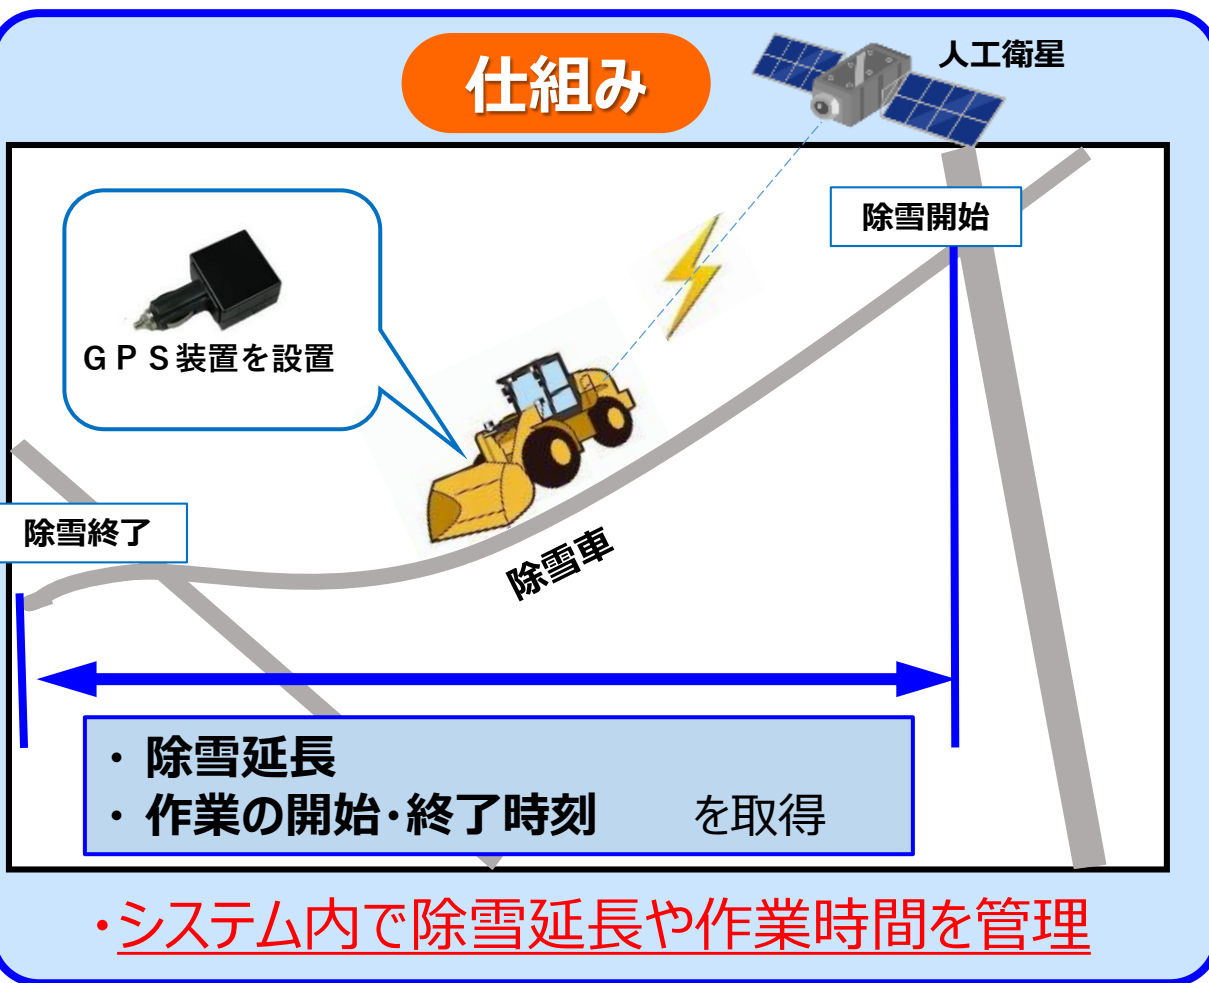 仕組み
人工衛星
除雪開始
ＧＰＳ装置を設置
除雪終了
除雪車
・除雪延長
・作業の開始・終了時刻　を取得
・システム内で除雪延長や作業時間を管理